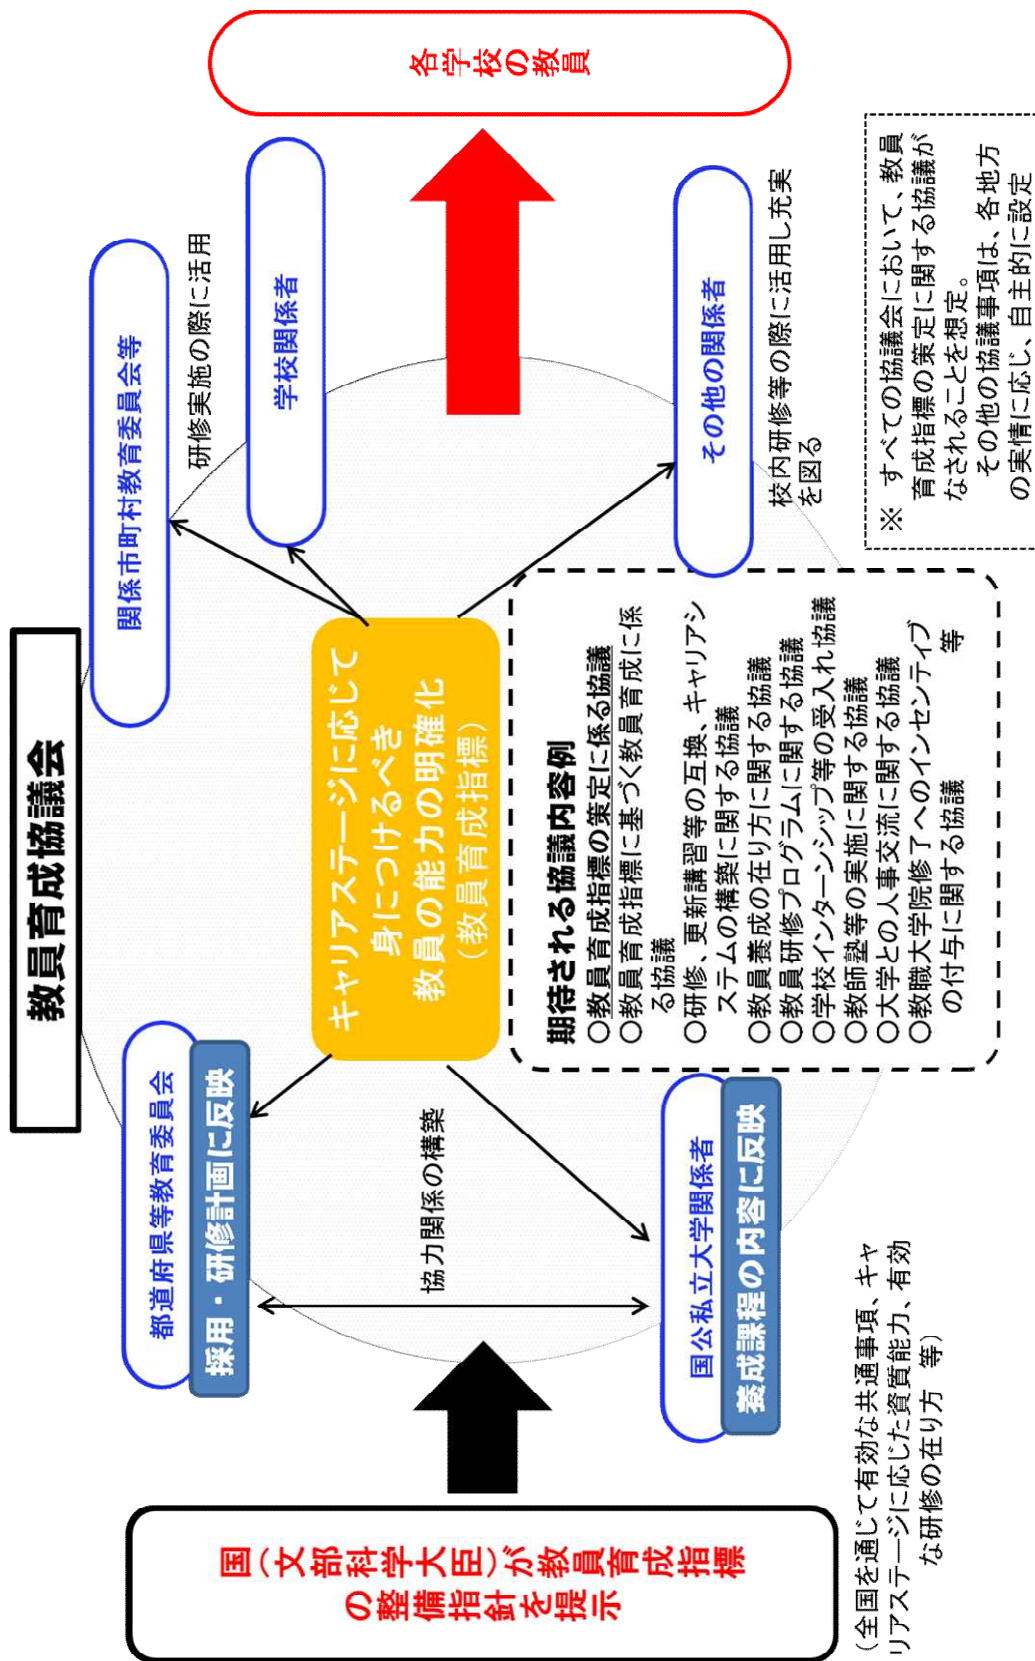 教員育成協議会
国(文部科学大臣)が教員育成指標
の整備指針を提示
(全国を通じて有効な共通事項、キャ
リアステージに応じた資質能力、有効
な研修の在り方　等)
都道府県等教育委員会
採用・研修計画に反映
協力関係の構築
国公私立大学関係者
養成課程の内容に反映
キャリアステージに応じて
身につけるべき
教員の能力の明確化
(教員育成指標)
期待される協議内容例
○教員育成指標の策定に係る協議
○教員育成指標に基づく教員育成に係
る協議
○研修、更新講習等の互換、キャリアシ
ステムの構築に関する協議
○教員養成の在り方に関する協議
○教員研修プログラムに関する協議
○学校インターンシップ等の受入れ協議
○教師塾等の実施に関する協議
○大学との人事交流に関する協議
○教職大学院修了へのインセンティブ
の付与に関する協議　　　　等
関係市町村教育委員会等
研修実施の際に活用
学校関係者
その他の関係者
校内研修等の際に活用し充実
を図る
各学校の教員
※　すべての協議会において、教員
育成指標の策定に関する協議が
なされることを想定。
その他の協議事項は、各地方
の実情に応じ、自主的に設定